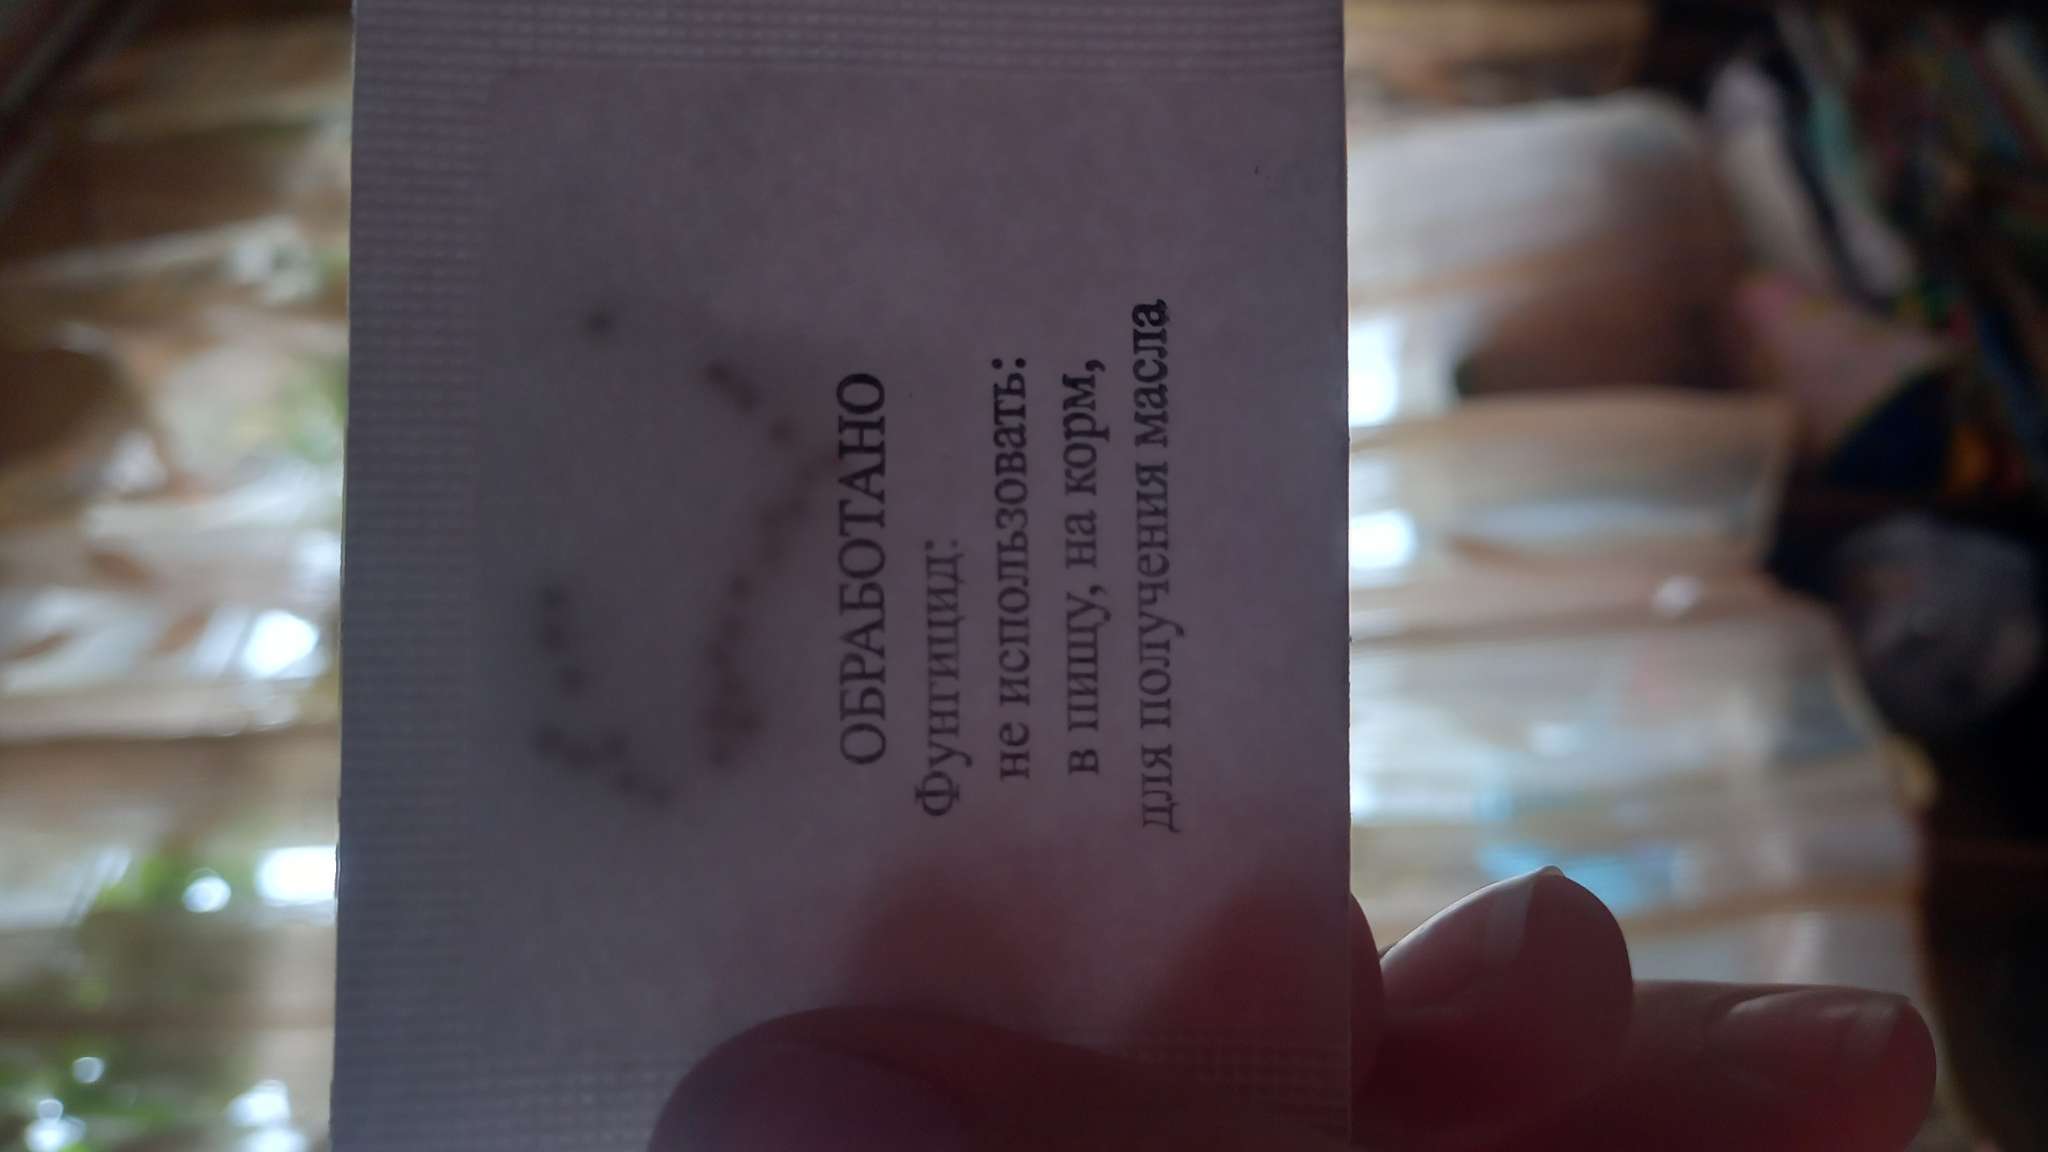 ОБРАБОТАНО
Фунгицид:
не использовать:
в пищу, на корм,
для получения масла